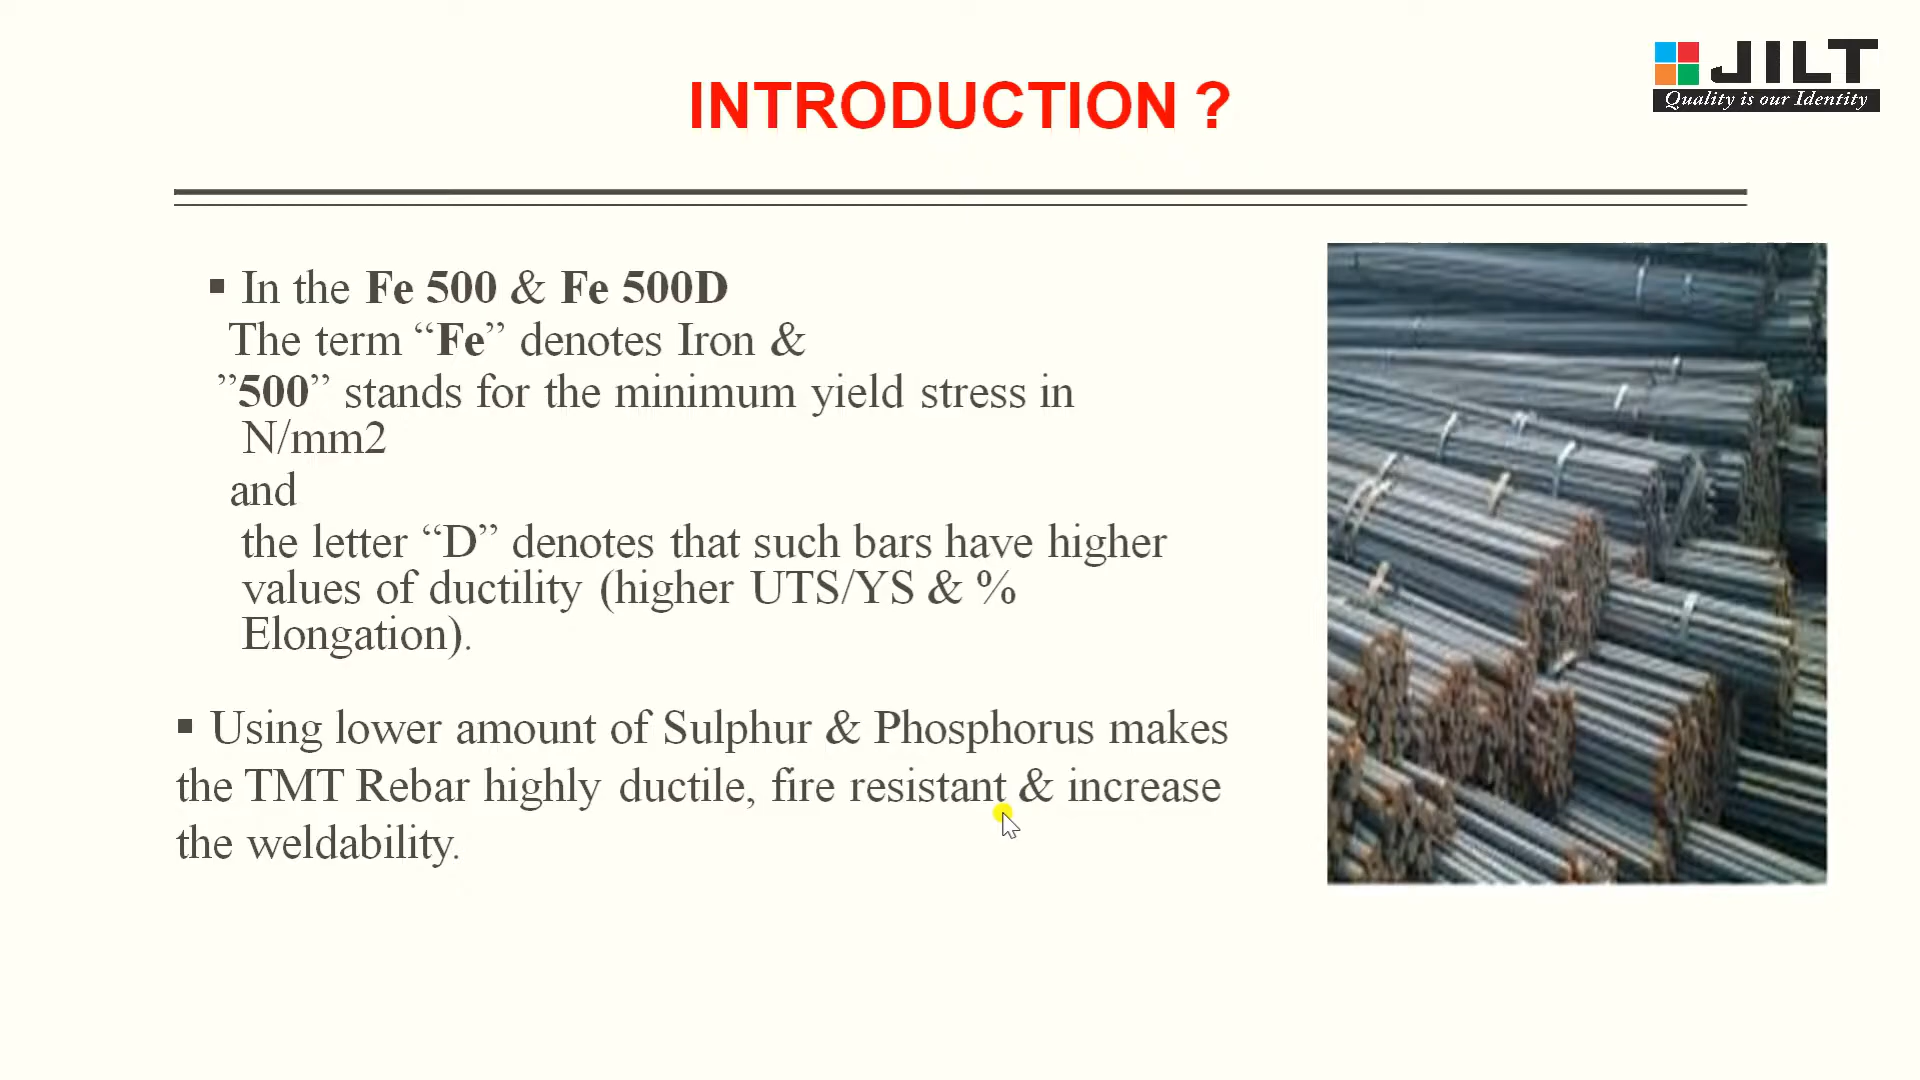 JILT
Quality is our Identity
INTRODUCTION ?
▪ In the Fe 500 & Fe 500D
The term “Fe” denotes Iron &
”500” stands for the minimum yield stress in
N/mm2
and
the letter “D” denotes that such bars have higher
values of ductility (higher UTS/YS & %
Elongation).
▪ Using lower amount of Sulphur & Phosphorus makes
the TMT Rebar highly ductile, fire resistant & increase
the weldability.